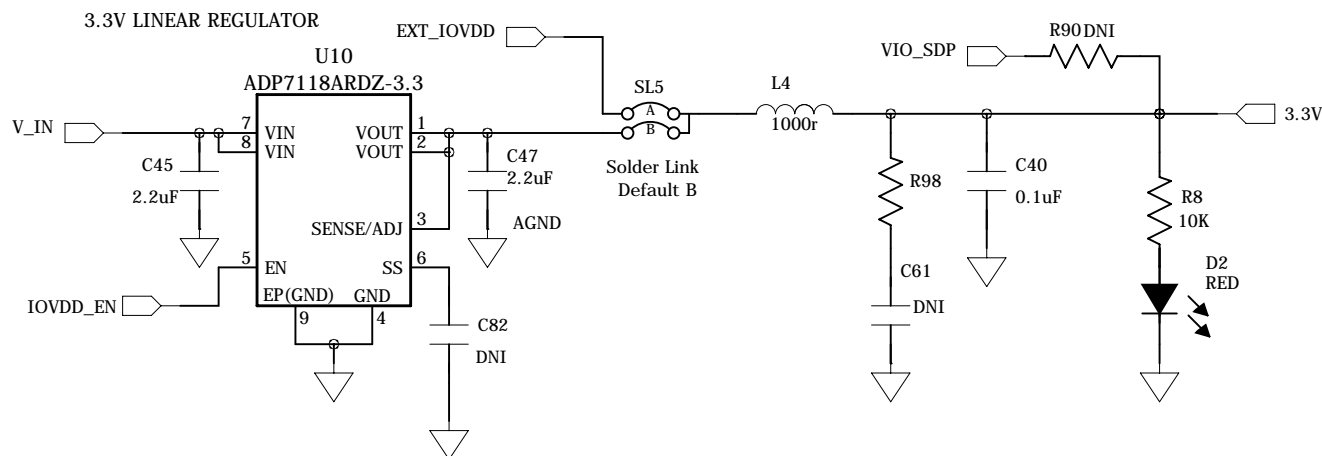 3.3V LINEAR REGULATOR
U10
ADP7118ARDZ-3.3
V_IN
7
8
VIN
VIN
VOUT
VOUT
1
2
C45
2.2uF
C47
2.2uF
SENSE/ADJ
3
AGND
5
EN
SS
6
IOVDD_EN
EP(GND)
GND
9
4
C82
DNI
EXT_IOVDD
SL5
A
B
Solder Link
Default B
L4
1000r
VIO_SDP
R90 DNI
3.3V
R98
C40
0.1uF
R8
10K
C61
DNI
D2
RED